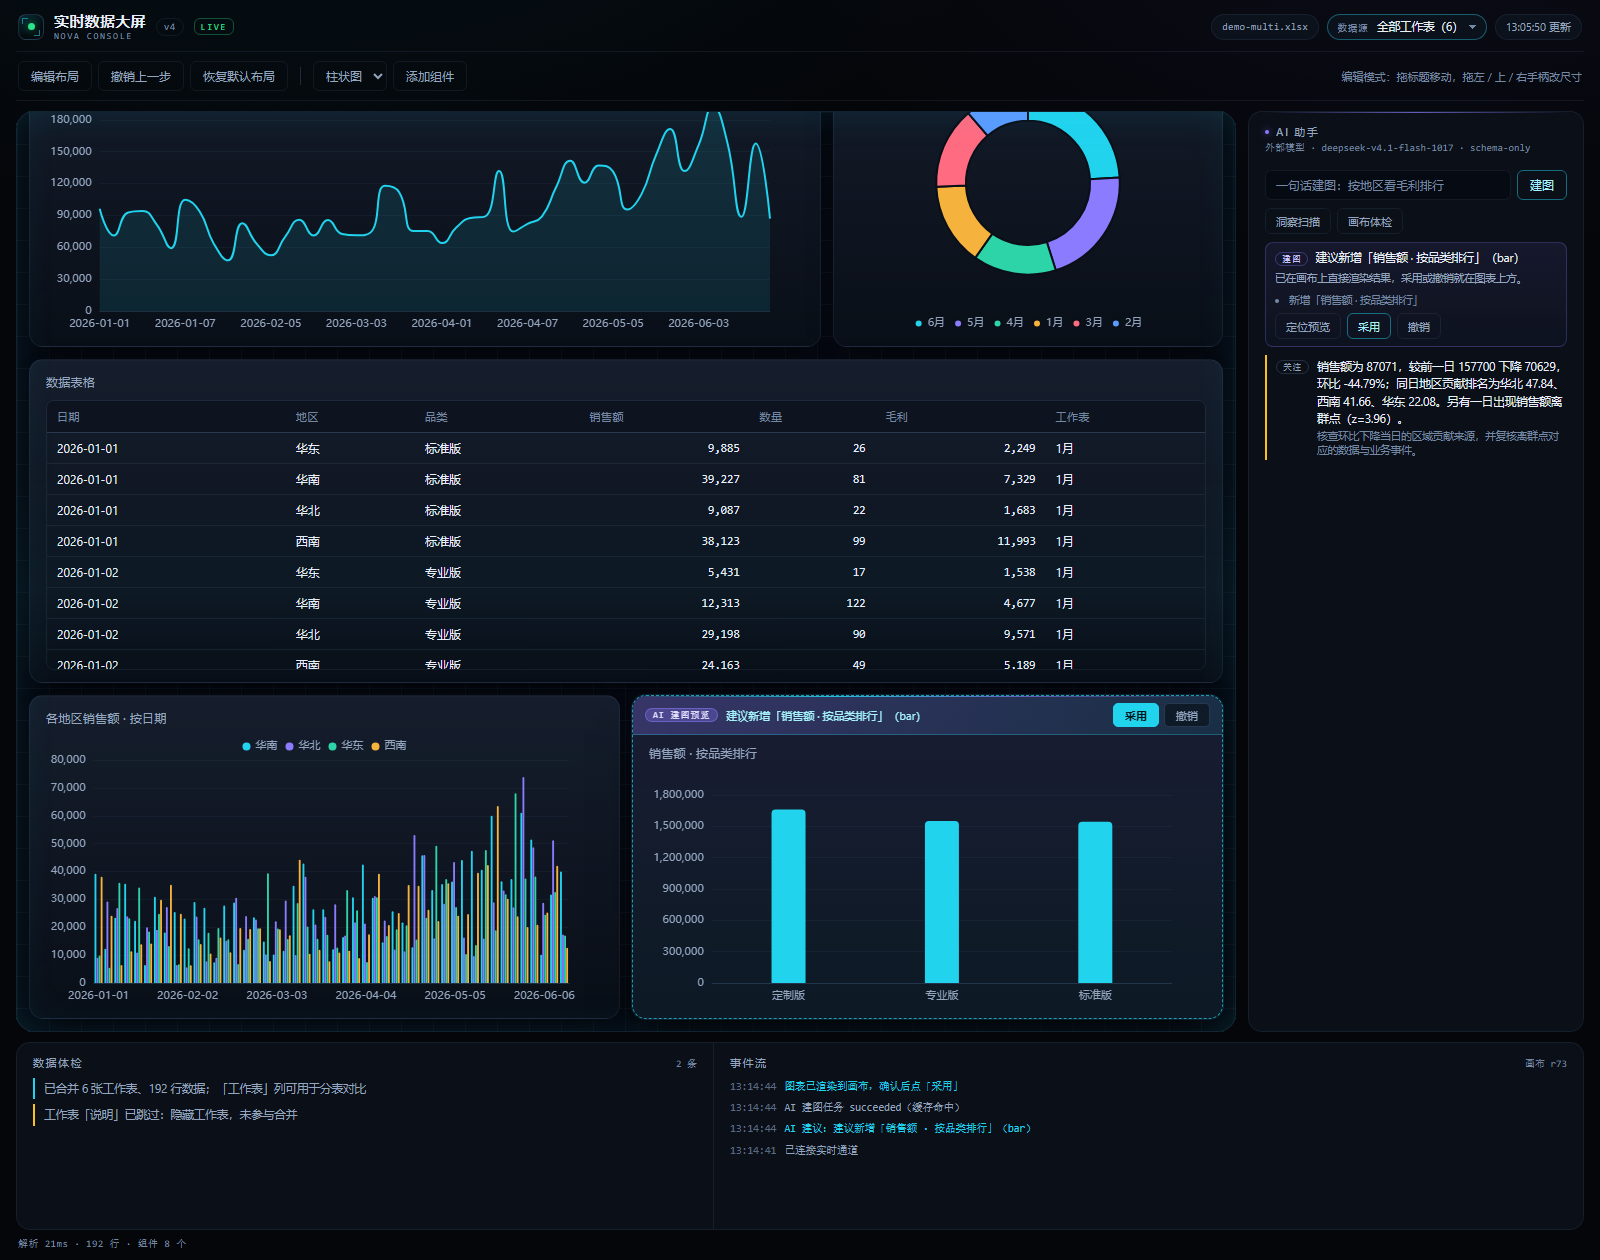 实时数据大屏
NOVA CONSOLE
v4
LIVE
demo-multi.xlsx
数据源 全部工作表（6）
13:05:50 更新
编辑布局
撤销上一步
恢复默认布局
柱状图
添加组件
编辑模式：拖标题移动，拖左 / 上 / 右手柄改尺寸
180,000
150,000
120,000
90,000
60,000
30,000
0
2026-01-01 2026-01-07 2026-02-05 2026-03-03 2026-04-01 2026-04-07 2026-05-05 2026-06-03
6月 5月 4月 1月 3月 2月
数据表格
日期 地区 品类 销售额 数量 毛利 工作表
2026-01-01 华东 标准版 9,885 26 2,249 1月
2026-01-01 华南 标准版 39,227 81 7,329 1月
2026-01-01 华北 标准版 9,087 22 1,683 1月
2026-01-01 西南 标准版 38,123 99 11,993 1月
2026-01-02 华东 专业版 5,431 17 1,538 1月
2026-01-02 华南 专业版 12,313 122 4,677 1月
2026-01-02 华北 专业版 29,198 90 9,571 1月
2026-01-02 西南 专业版 24,163 49 5,189 1月
各地区销售额 · 按日期
华南 华北 华东 西南
80,000
70,000
60,000
50,000
40,000
30,000
20,000
10,000
0
2026-01-01 2026-02-02 2026-03-03 2026-04-04 2026-05-05 2026-06-06
AI 建图预览 建议新增「销售额 · 按品类排行」（bar）
采用
撤销
销售额 · 按品类排行
1,800,000
1,500,000
1,200,000
900,000
600,000
300,000
0
定制版 专业版 标准版
AI 助手
外部模型 · deepseek-v4.1-flash-1017 · schema-only
一句话建图：按地区看毛利排行
建图
洞察扫描
画布体检
建图 建议新增「销售额 · 按品类排行」（bar）
已在画布上直接渲染结果，采用或撤销就在图表上方。
新增「销售额 · 按品类排行」
定位预览
采用
撤销
关注
销售额为 87071，较前一日 157700 下降 70629，
环比 -44.79%；同日地区贡献排名为华北 47.84、
西南 41.66、华东 22.08。另有一日出现销售额离
群点（z=3.96）。
核查环比下降当日的区域贡献来源，并复核离群点对
应的数据与业务事件。
数据体检
2 条
已合并 6 张工作表、192 行数据；「工作表」列可用于分表对比
工作表「说明」已跳过：隐藏工作表，未参与合并
事件流
画布 r73
13:14:44 图表已渲染到画布，确认后点「采用」
13:14:44 AI 建图任务 succeeded（缓存命中）
13:14:44 AI 建议：建议新增「销售额 · 按品类排行」（bar）
13:14:41 已连接实时通道
解析 21ms · 192 行 · 组件 8 个